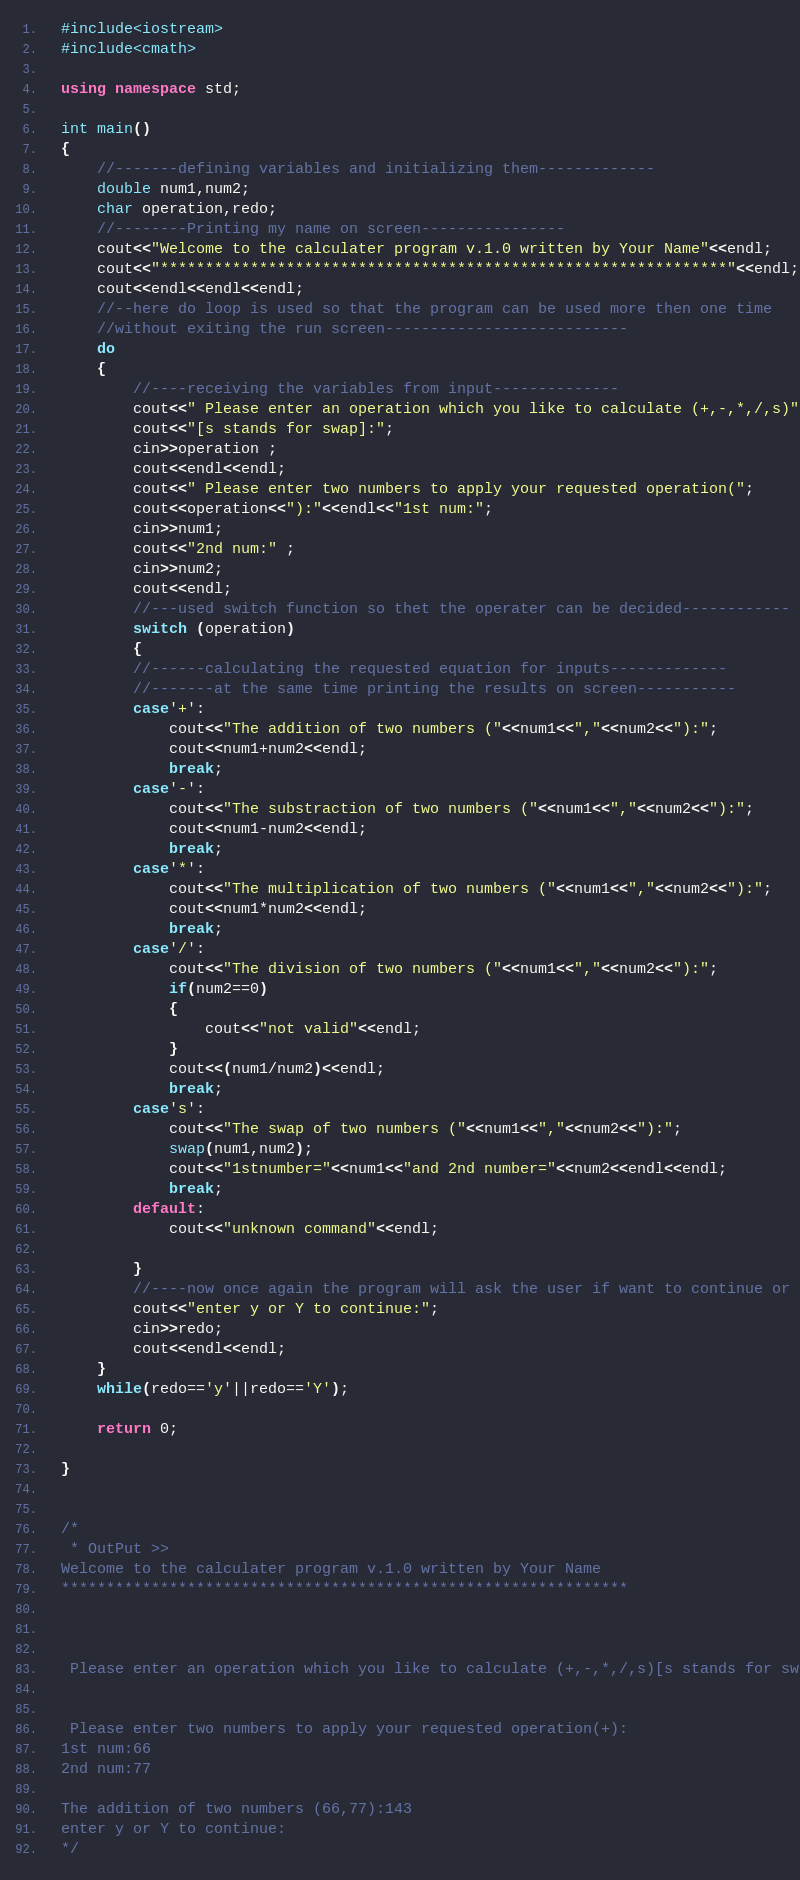 1. #include<iostream>
2. #include<cmath>
3.
4. using namespace std;
5.
6. int main()
7. {
8.     //-------defining variables and initializing them-------------
9.     double num1,num2;
10.     char operation,redo;
11.     //--------Printing my name on screen----------------
12.     cout<<"Welcome to the calculater program v.1.0 written by Your Name"<<endl;
13.     cout<<"***************************************************************"<<endl;
14.     cout<<endl<<endl<<endl;
15.     //--here do loop is used so that the program can be used more then one time
16.     //without exiting the run screen---------------------------
17.     do
18.     {
19.         //----receiving the variables from input--------------
20.         cout<<" Please enter an operation which you like to calculate (+,-,*,/,s)"
21.         cout<<"[s stands for swap]:";
22.         cin>>operation ;
23.         cout<<endl<<endl;
24.         cout<<" Please enter two numbers to apply your requested operation(";
25.         cout<<operation<<"):"<<endl<<"1st num:";
26.         cin>>num1;
27.         cout<<"2nd num:" ;
28.         cin>>num2;
29.         cout<<endl;
30.         //---used switch function so thet the operater can be decided------------
31.         switch (operation)
32.         {
33.         //------calculating the requested equation for inputs-------------
34.         //-------at the same time printing the results on screen-----------
35.         case'+':
36.             cout<<"The addition of two numbers ("<<num1<<","<<num2<<"):";
37.             cout<<num1+num2<<endl;
38.             break;
39.         case'-':
40.             cout<<"The substraction of two numbers ("<<num1<<","<<num2<<"):";
41.             cout<<num1-num2<<endl;
42.             break;
43.         case'*':
44.             cout<<"The multiplication of two numbers ("<<num1<<","<<num2<<"):";
45.             cout<<num1*num2<<endl;
46.             break;
47.         case'/':
48.             cout<<"The division of two numbers ("<<num1<<","<<num2<<"):";
49.             if(num2==0)
50.             {
51.                 cout<<"not valid"<<endl;
52.             }
53.             cout<<(num1/num2)<<endl;
54.             break;
55.         case's':
56.             cout<<"The swap of two numbers ("<<num1<<","<<num2<<"):";
57.             swap(num1,num2);
58.             cout<<"1stnumber="<<num1<<"and 2nd number="<<num2<<endl<<endl;
59.             break;
60.         default:
61.             cout<<"unknown command"<<endl;
62.
63.         }
64.         //----now once again the program will ask the user if want to continue or
65.         cout<<"enter y or Y to continue:";
66.         cin>>redo;
67.         cout<<endl<<endl;
68.     }
69.     while(redo=='y'||redo=='Y');
70.
71.     return 0;
72.
73. }
74.
75.
76. /*
77.  * OutPut >>
78. Welcome to the calculater program v.1.0 written by Your Name
79. ***************************************************************
80.
81.
82.
83.  Please enter an operation which you like to calculate (+,-,*,/,s)[s stands for sw
84.
85.
86.  Please enter two numbers to apply your requested operation(+):
87. 1st num:66
88. 2nd num:77
89.
90. The addition of two numbers (66,77):143
91. enter y or Y to continue:
92. */